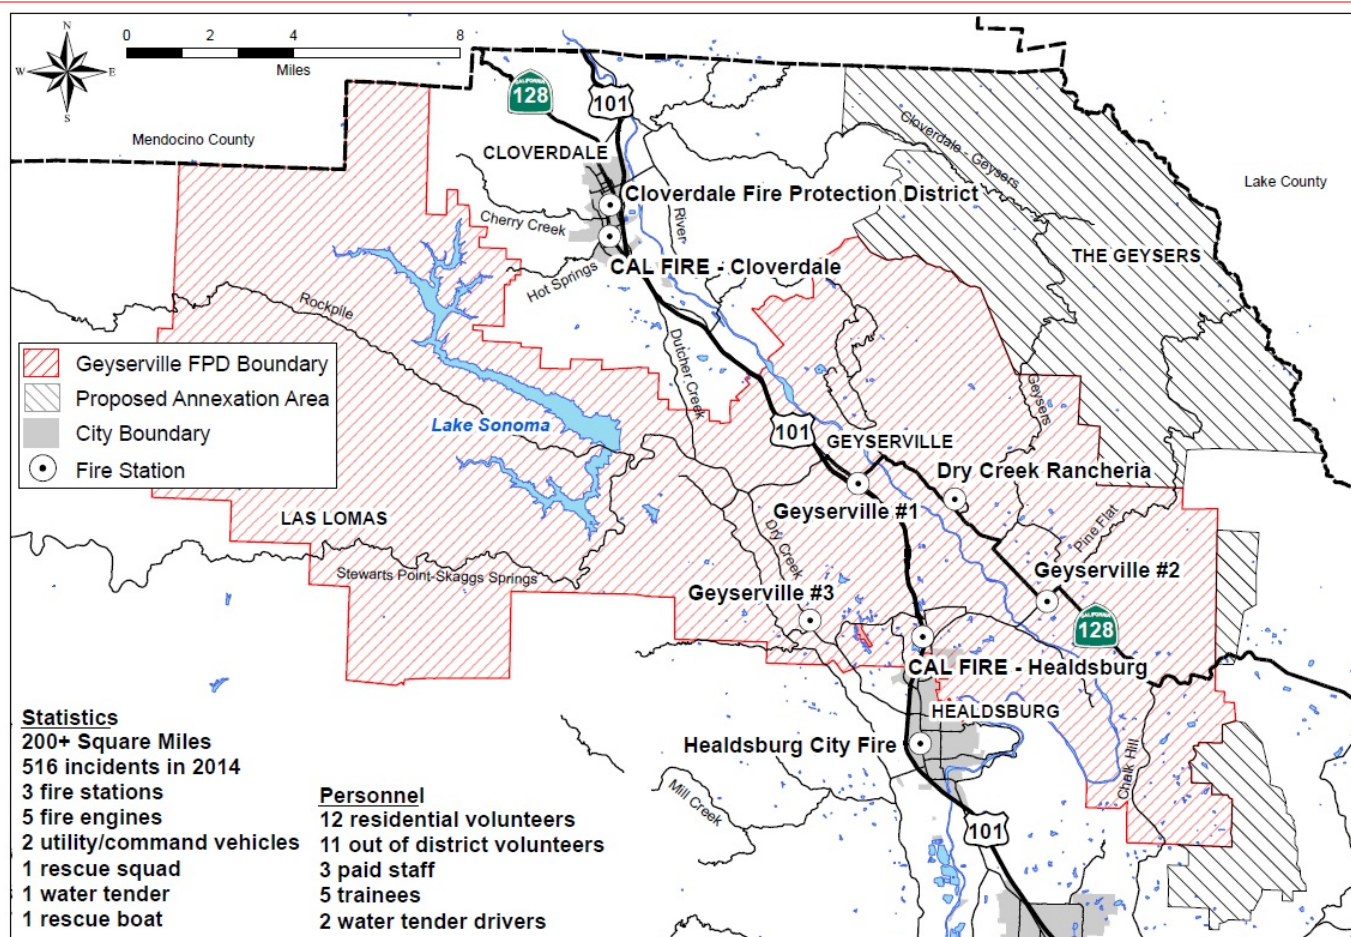 N
W
E
S
0
2
4
8
Miles
CALIFORNIA
128
101
Mendocino County
CLOVERDALE
Cloverdale - Geysers
Lake County
Cloverdale Fire Protection District
Cherry Creek
River
THE GEYSERS
CAL FIRE - Cloverdale
Hot Springs
Rockpile
Dutcher Creek
Geyserville FPD Boundary
Proposed Annexation Area
City Boundary
Fire Station
Lake Sonoma
Geysers
101
GEYSERVILLE
Dry Creek Rancheria
Geyserville #1
LAS LOMAS
Dry Creek
Pine Flat
Stewarts Point-Skaggs Springs
Geyserville #2
Geyserville #3
CALIFORNIA
128
CAL FIRE - Healdsburg
HEALDSBURG
Healdsburg City Fire
Chalk Hill
Mill Creek
101
Statistics
200+ Square Miles
516 incidents in 2014
3 fire stations
5 fire engines
2 utility/command vehicles
1 rescue squad
1 water tender
1 rescue boat
Personnel
12 residential volunteers
11 out of district volunteers
3 paid staff
5 trainees
2 water tender drivers